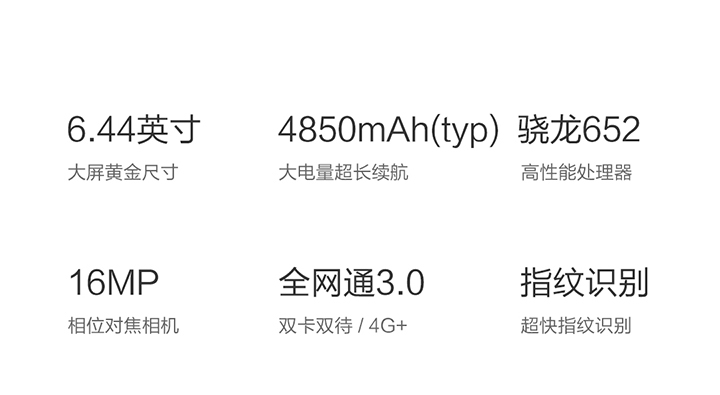 6.44英寸 4850mAh(typ) 骁龙652
大屏黄金尺寸 大电量超长续航 高性能处理器
16MP 全网通3.0 指纹识别
相位对焦相机 双卡双待 / 4G+ 超快指纹识别